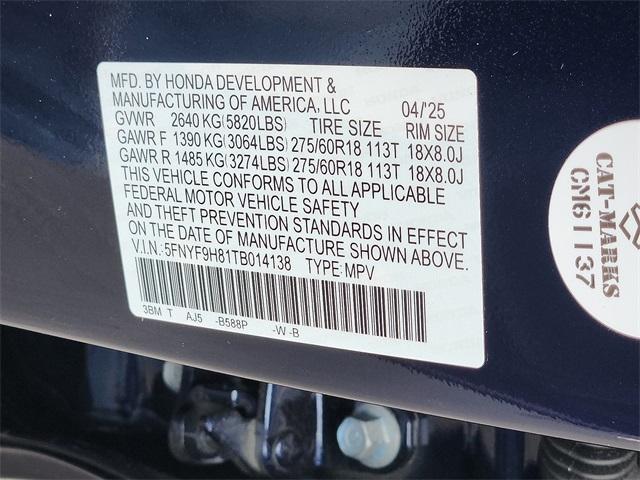 MFD. BY HONDA DEVELOPMENT &
MANUFACTURING OF AMERICA, LLC 04/'25
GVWR 2640 KG(5820LBS) TIRE SIZE RIM SIZE
GAWR F 1390 KG(3064LBS) 275/60R18 113T 18X8.0J
GAWR R 1485 KG(3274LBS) 275/60R18 113T 18X8.0J
THIS VEHICLE CONFORMS TO ALL APPLICABLE
FEDERAL MOTOR VEHICLE SAFETY
AND THEFT PREVENTION STANDARDS IN EFFECT
ON THE DATE OF MANUFACTURE SHOWN ABOVE.
V.I.N.: 5FNYF9H81TB014138 TYPE: MPV
3BM T AJ5 -B588P -W -B
CAT-MARKS
CM61137